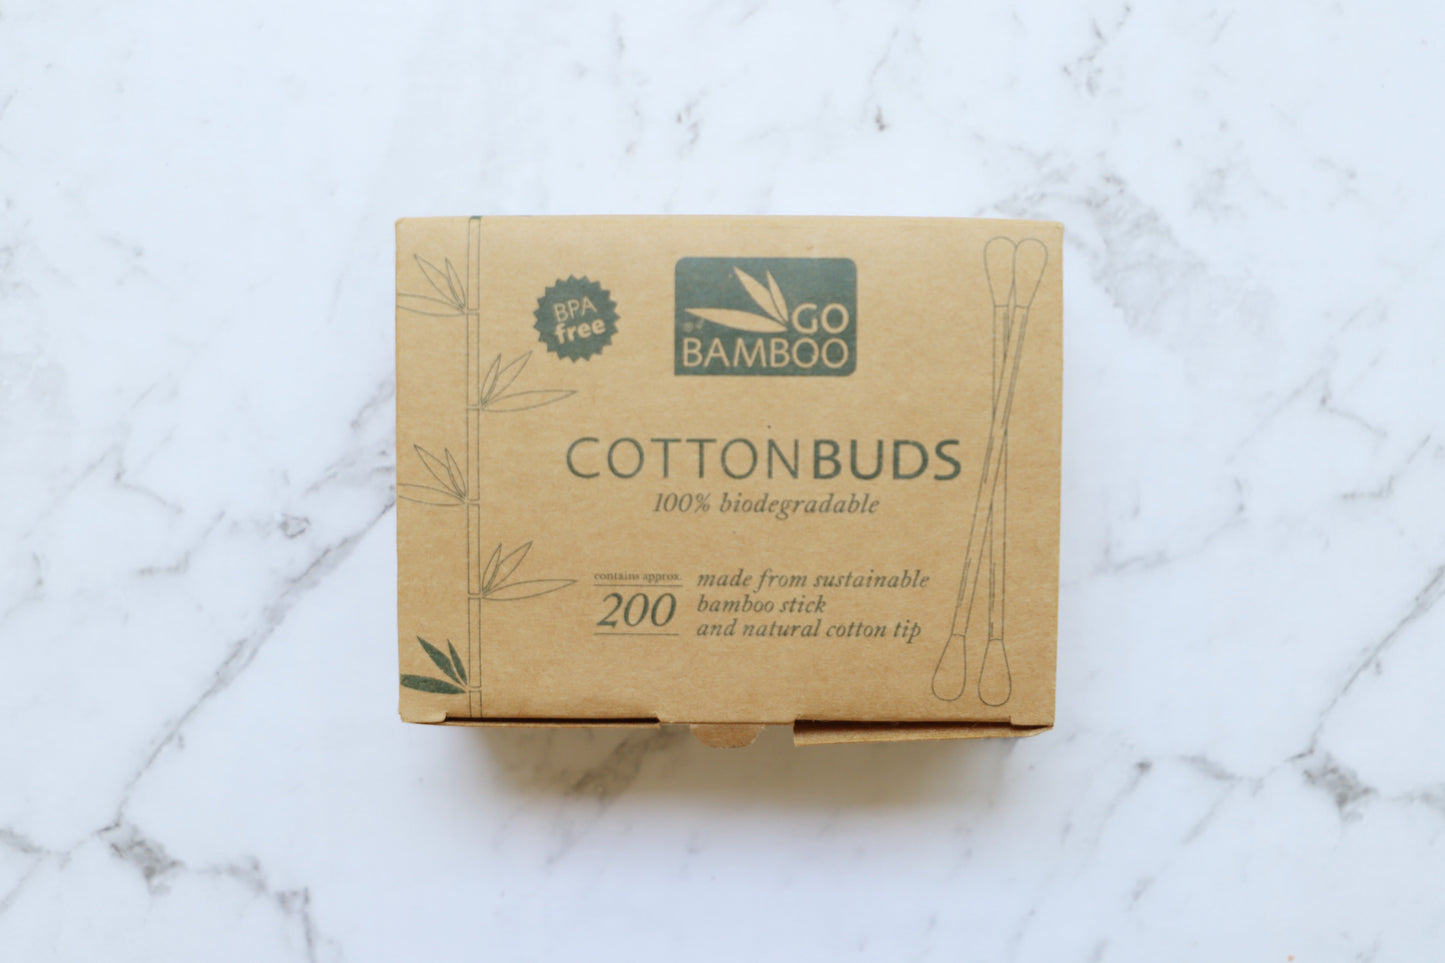 BPA
free
GO
BAMBOO
COTTONBUDS
100% biodegradable
contains approx.
200
made from sustainable
bamboo stick
and natural cotton tip